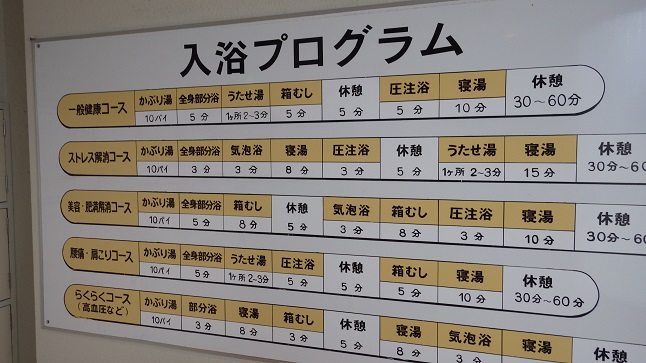 入浴プログラム
一般健康コース かぶり湯 全身部分浴 うたせ湯 箱むし 休憩 圧注浴 寝湯 休憩
10パイ 5分 1ヶ所2~3分 5分 5分 5分 10分 30~60分
ストレス解消コース かぶり湯 全身部分浴 気泡浴 寝湯 圧注浴 休憩 うたせ湯 寝湯 休憩
10パイ 3分 3分 8分 3分 5分 1ヶ所2~3分 15分 30分~60
美容・肥満解消コース かぶり湯 全身部分浴 箱むし 休憩 気泡浴 箱むし 圧注浴 寝湯 休憩
10パイ 5分 8分 5分 3分 8分 3分 10分 30分~60
腰痛・肩こりコース かぶり湯 全身部分浴 うたせ湯 圧注浴 休憩 箱むし 寝湯 休憩
10パイ 5分 1ヶ所2~3分 5分 5分 5分 10分 30分~60分
らくらくコース かぶり湯 部分浴 寝湯 箱むし 休憩 寝湯 気泡浴 寝湯
(高血圧など) 10パイ 3分 8分 3分 5分 8分 3分